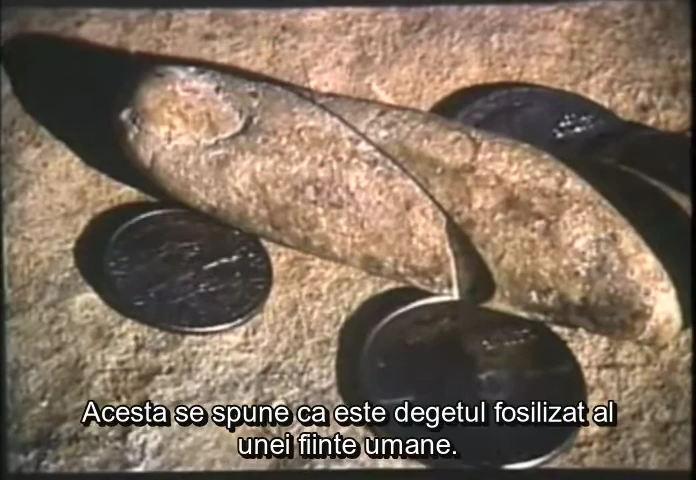 Acesta se spune ca este degetul fosilizat al
unei fiinte umane.